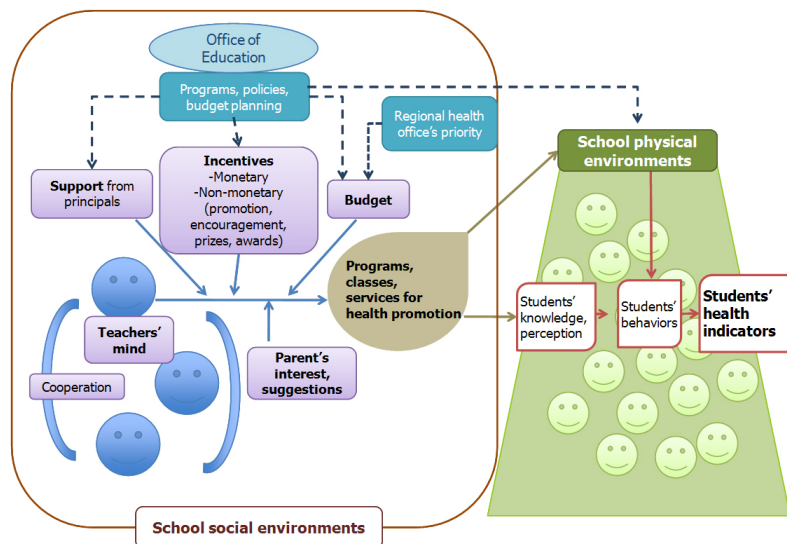 Office of
Education
Programs, policies,
budget planning
Regional health
office's priority
School physical
environments
Support from
principals
Incentives
-Monetary
-Non-monetary
(promotion,
encouragement,
prizes, awards)
Budget
Programs,
classes,
services for
health promotion
Students'
knowledge,
perception
Students'
behaviors
Students'
health
indicators
Teachers'
mind
Cooperation
Parent's
interest,
suggestions
School social environments